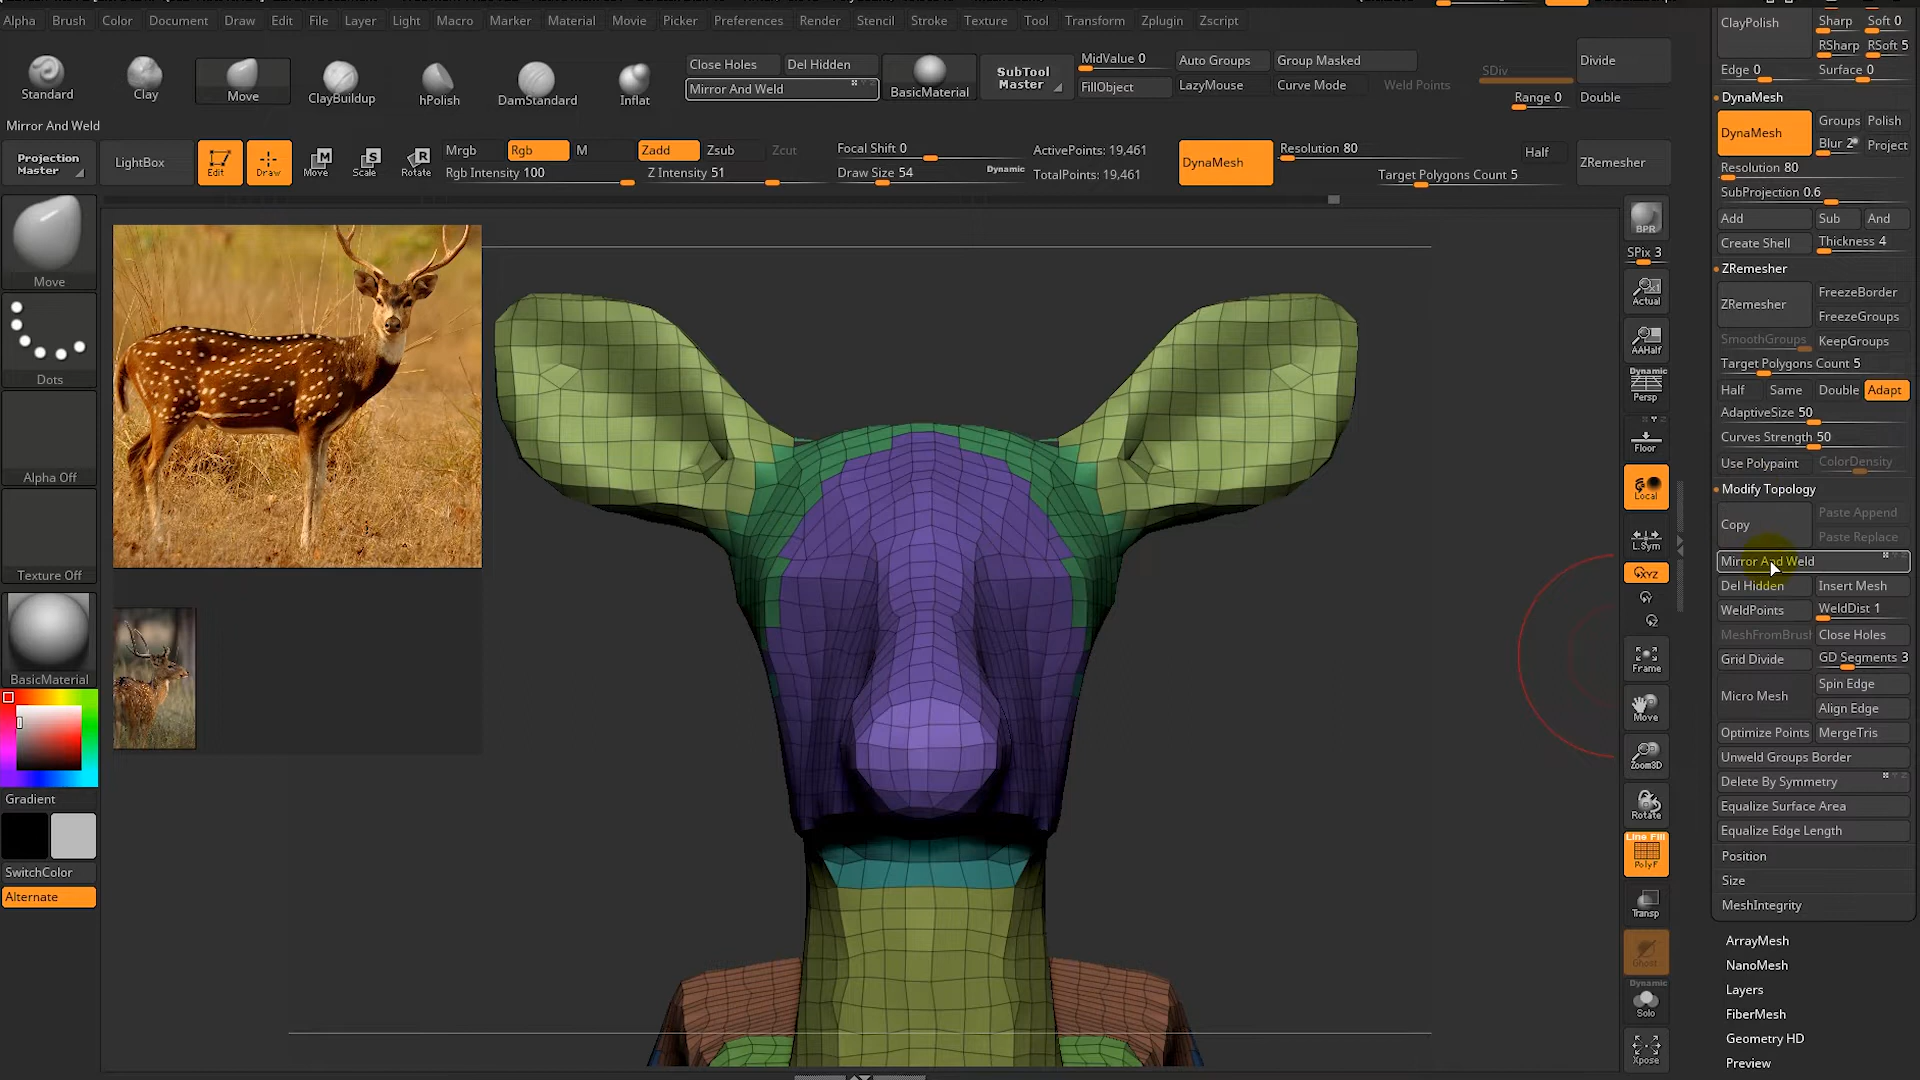 Alpha Brush Color Document Draw Edit File Layer Light Macro Marker Material Movie Picker Preferences Render Stencil Stroke Texture Tool Transform Zplugin Zscript
Standard
Clay
Move
ClayBuildup
hPolish
DamStandard
Inflat
Close Holes
Del Hidden
Mirror And Weld
BasicMaterial
SubTool
Master
MidValue 0
FillObject
Auto Groups
Group Masked
LazyMouse
Curve Mode
Weld Points
SDiv
Range 0
Divide
Double
Mirror And Weld
Projection
Master
LightBox
Edit
Draw
Move
Scale
Rotate
Mrgb
Rgb
M
Rgb Intensity 100
Zadd
Zsub
Zcut
Z Intensity 51
Focal Shift 0
Draw Size 54
Dynamic
ActivePoints: 19,461
TotalPoints: 19,461
DynaMesh
Resolution 80
Half
Target Polygons Count 5
ZRemesher
Move
Dots
Alpha Off
Texture Off
BasicMaterial
Gradient
SwitchColor
Alternate
BPR
SPix 3
Actual
AAHalf
Dynamic
Persp
Floor
Local
L.Sym
XYZ
Frame
Move
Zoom3D
Rotate
Line Fill
PolyF
Transp
Ghost
Dynamic
Solo
Xpose
ClayPolish
Sharp
Soft 0
RSharp
RSoft 5
Edge 0
Surface 0
DynaMesh
DynaMesh
Groups
Polish
Blur 2
Project
Resolution 80
SubProjection 0.6
Add
Sub
And
Create Shell
Thickness 4
ZRemesher
ZRemesher
FreezeBorder
FreezeGroups
SmoothGroups
KeepGroups
Target Polygons Count 5
Half
Same
Double
Adapt
AdaptiveSize 50
Curves Strength 50
Use Polypaint
ColorDensity
Modify Topology
Copy
Paste Append
Paste Replace
Mirror And Weld
Del Hidden
Insert Mesh
WeldPoints
WeldDist 1
MeshFromBrush
Close Holes
Grid Divide
GD Segments 3
Micro Mesh
Spin Edge
Align Edge
Optimize Points
MergeTris
Unweld Groups Border
Delete By Symmetry
Equalize Surface Area
Equalize Edge Length
Position
Size
MeshIntegrity
ArrayMesh
NanoMesh
Layers
FiberMesh
Geometry HD
Preview